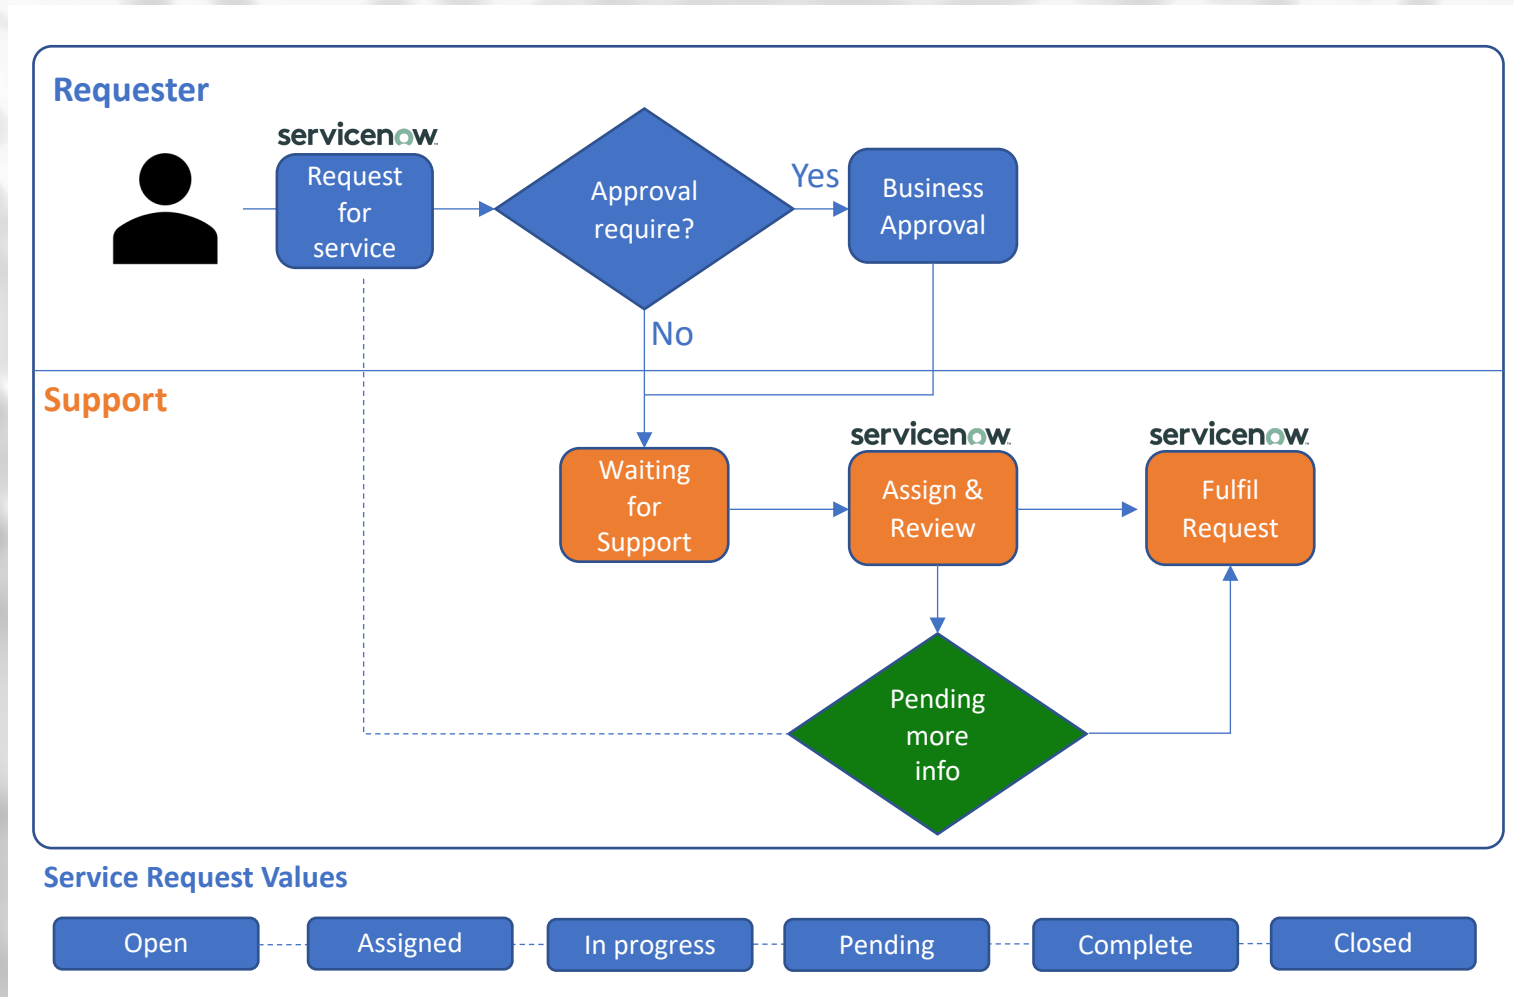 Requester
servicenow
Request
for
service
Approval
require?
Yes
Business
Approval
No
Support
Waiting
for
Support
servicenow
Assign &
Review
servicenow
Fulfil
Request
Pending
more
info
Service Request Values
Open
Assigned
In progress
Pending
Complete
Closed